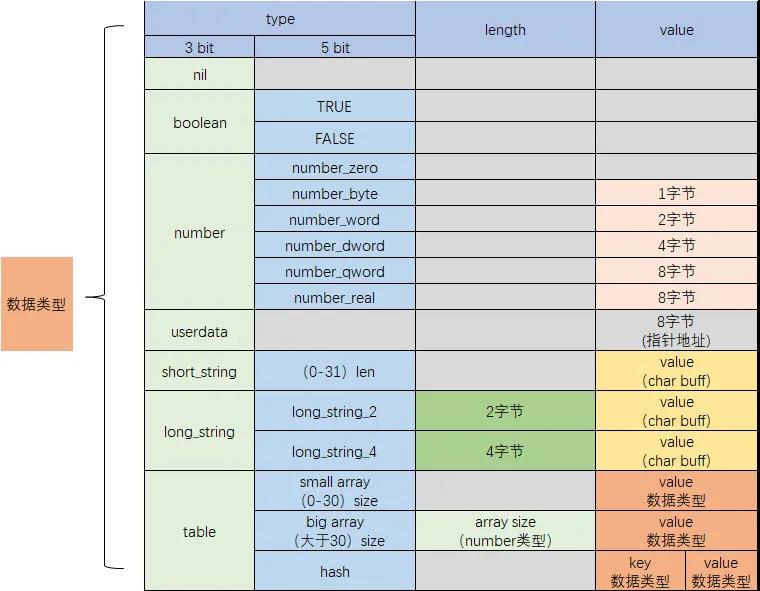 type
length
value
3 bit
5 bit
nil
boolean
TRUE
FALSE
number
number_zero
number_byte
1字节
number_word
2字节
number_dword
4字节
number_qword
8字节
number_real
8字节
数据类型
userdata
8字节
(指针地址)
short_string
（0-31）len
value
（char buff）
long_string
long_string_2
2字节
value
（char buff）
long_string_4
4字节
value
（char buff）
table
small array
（0-30）size
value
数据类型
big array
（大于30）size
array size
（number类型）
value
数据类型
hash
key
数据类型
value
数据类型